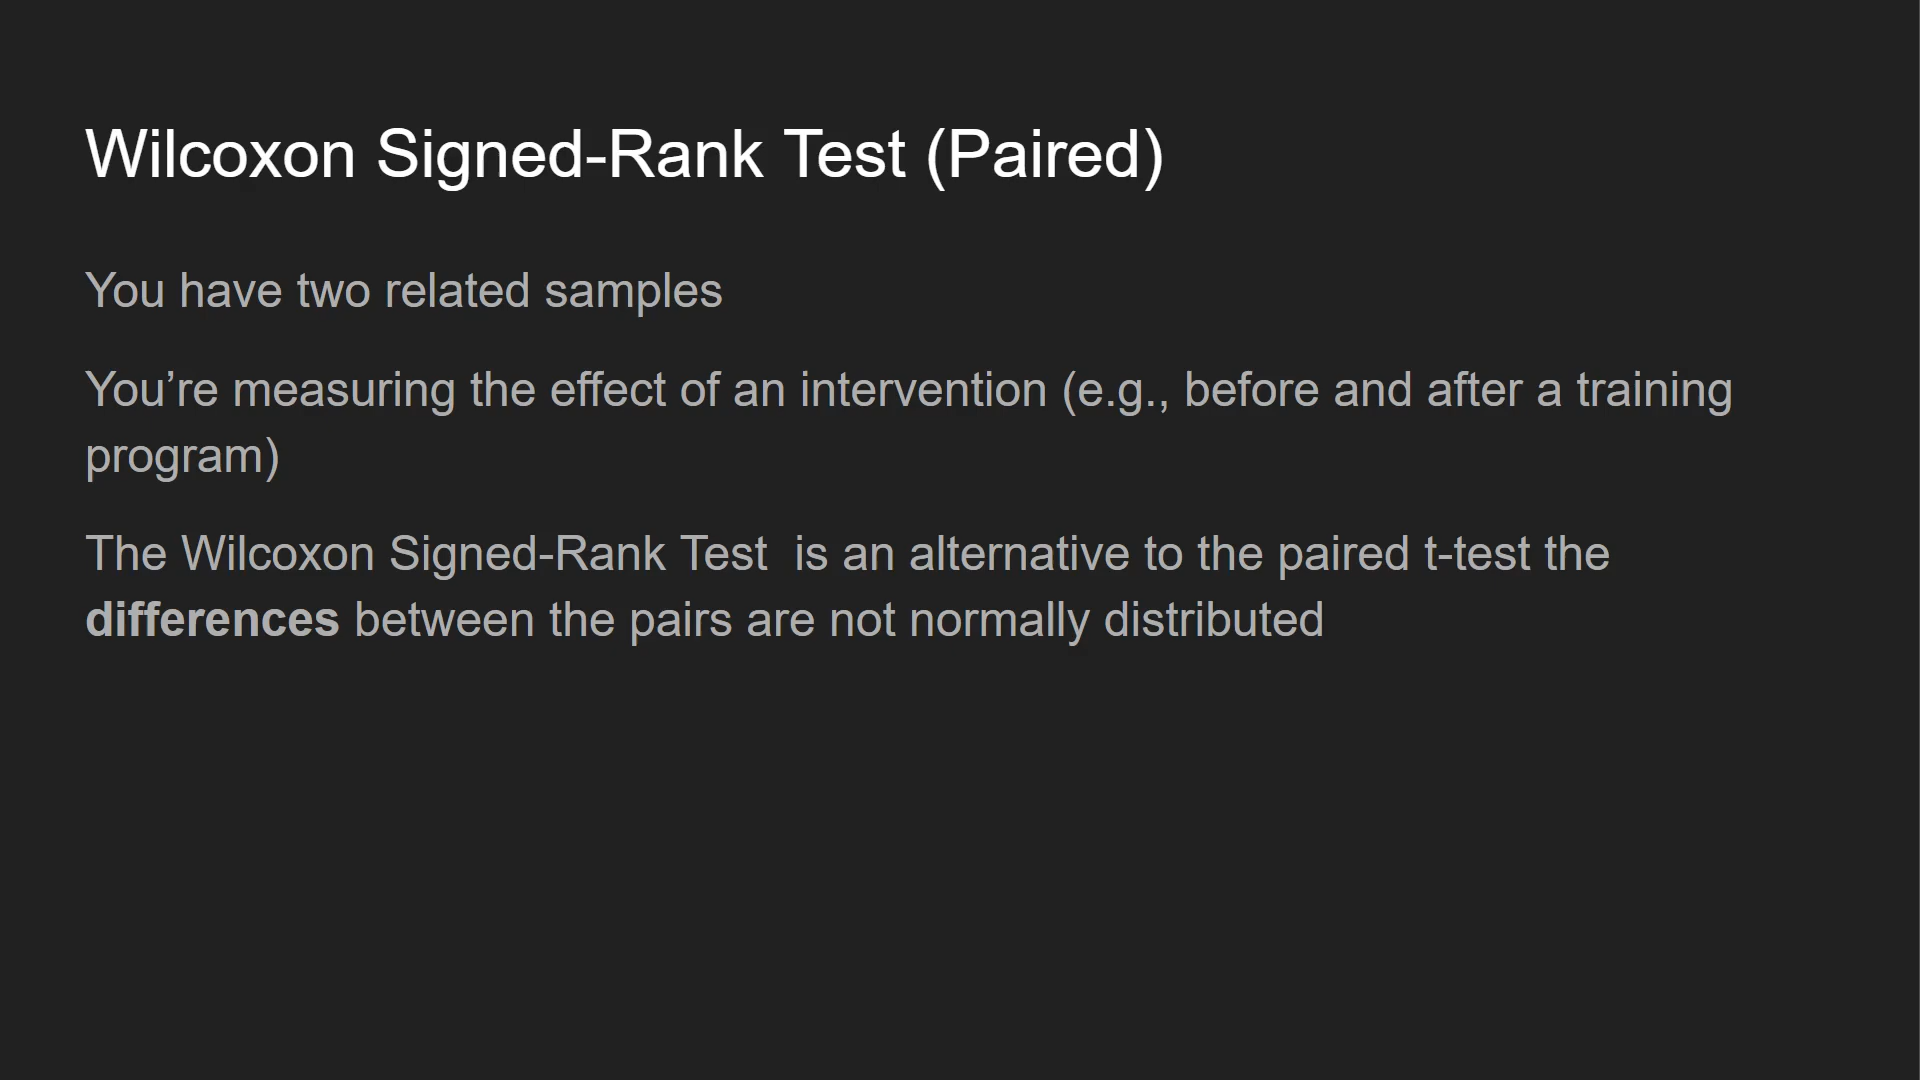 Wilcoxon Signed-Rank Test (Paired)
You have two related samples
You’re measuring the effect of an intervention (e.g., before and after a training
program)
The Wilcoxon Signed-Rank Test  is an alternative to the paired t-test the
differences between the pairs are not normally distributed